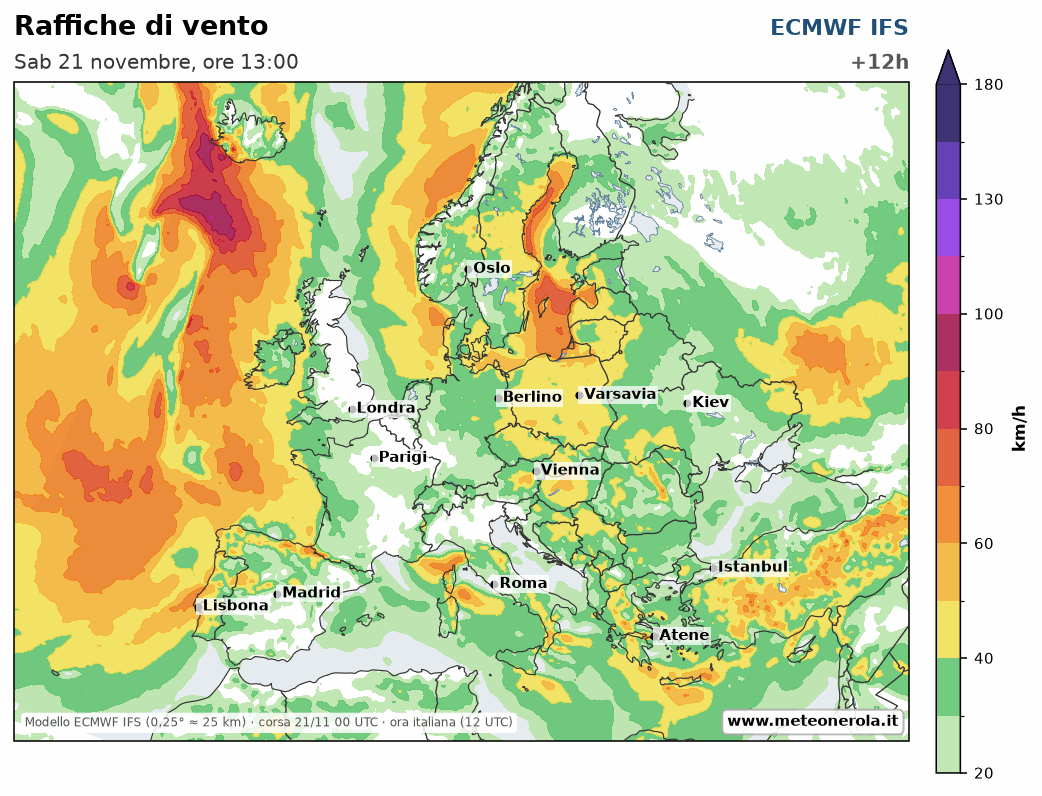 Raffiche di vento
ECMWF IFS
Sab 21 novembre, ore 13:00
+12h
180
130
100
80
60
40
20
km/h
Oslo
Berlino
Varsavia
Kiev
Londra
Parigi
Vienna
Istanbul
Roma
Madrid
Lisbona
Atene
Modello ECMWF IFS (0,25° ≈ 25 km) · corsa 21/11 00 UTC · ora italiana (12 UTC)
www.meteonerola.it